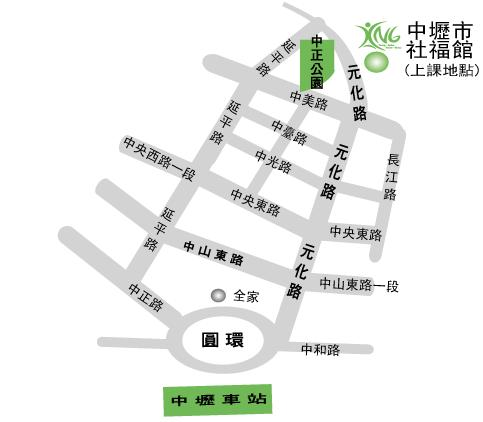 中壢市
社福館
(上課地點)
中正公園
延平路
元化路
中美路
延平路
中臺路
元化路
長江路
中光路
中央西路一段
中央東路
中央東路
延平路
元化路
中山東路
中山東路一段
中正路
全家
圓環
中和路
中壢車站